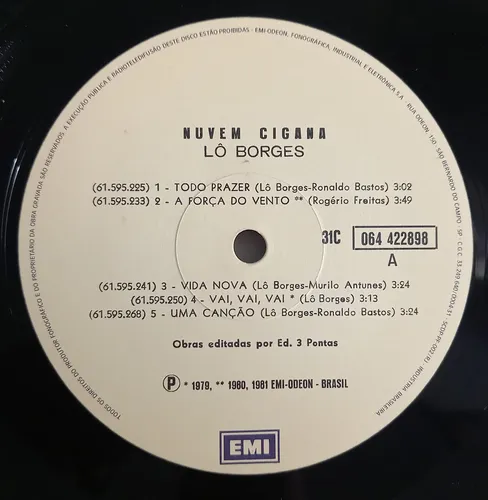 TODOS OS DIREITOS DO PRODUTOR FONOGRÁFICO E DO PROPRIETÁRIO DA OBRA GRAVADA SÃO RESERVADOS. A EXECUÇÃO PÚBLICA E RADIOTELEDIFUSÃO DESTE DISCO ESTÃO PROIBIDAS - EMI-ODEON, FONOGRÁFICA, INDUSTRIAL E ELETRÔNICA S.A.
NUVEM CIGANA
LÔ BORGES
(61.595.225) 1 - TODO PRAZER (Lô Borges-Ronaldo Bastos) 3:02
(61.595.233) 2 - A FORÇA DO VENTO ** (Rogério Freitas) 3:49
31C 064 422898
A
(61.595.241) 3 - VIDA NOVA (Lô Borges-Murilo Antunes) 3:24
(61.595.250) 4 - VAI, VAI, VAI * (Lô Borges) 3:13
(61.595.268) 5 - UMA CANÇÃO (Lô Borges-Ronaldo Bastos) 3:24
Obras editadas por Ed. 3 Pontas
Ⓟ * 1979, ** 1980, 1981 EMI-ODEON - BRASIL
EMI